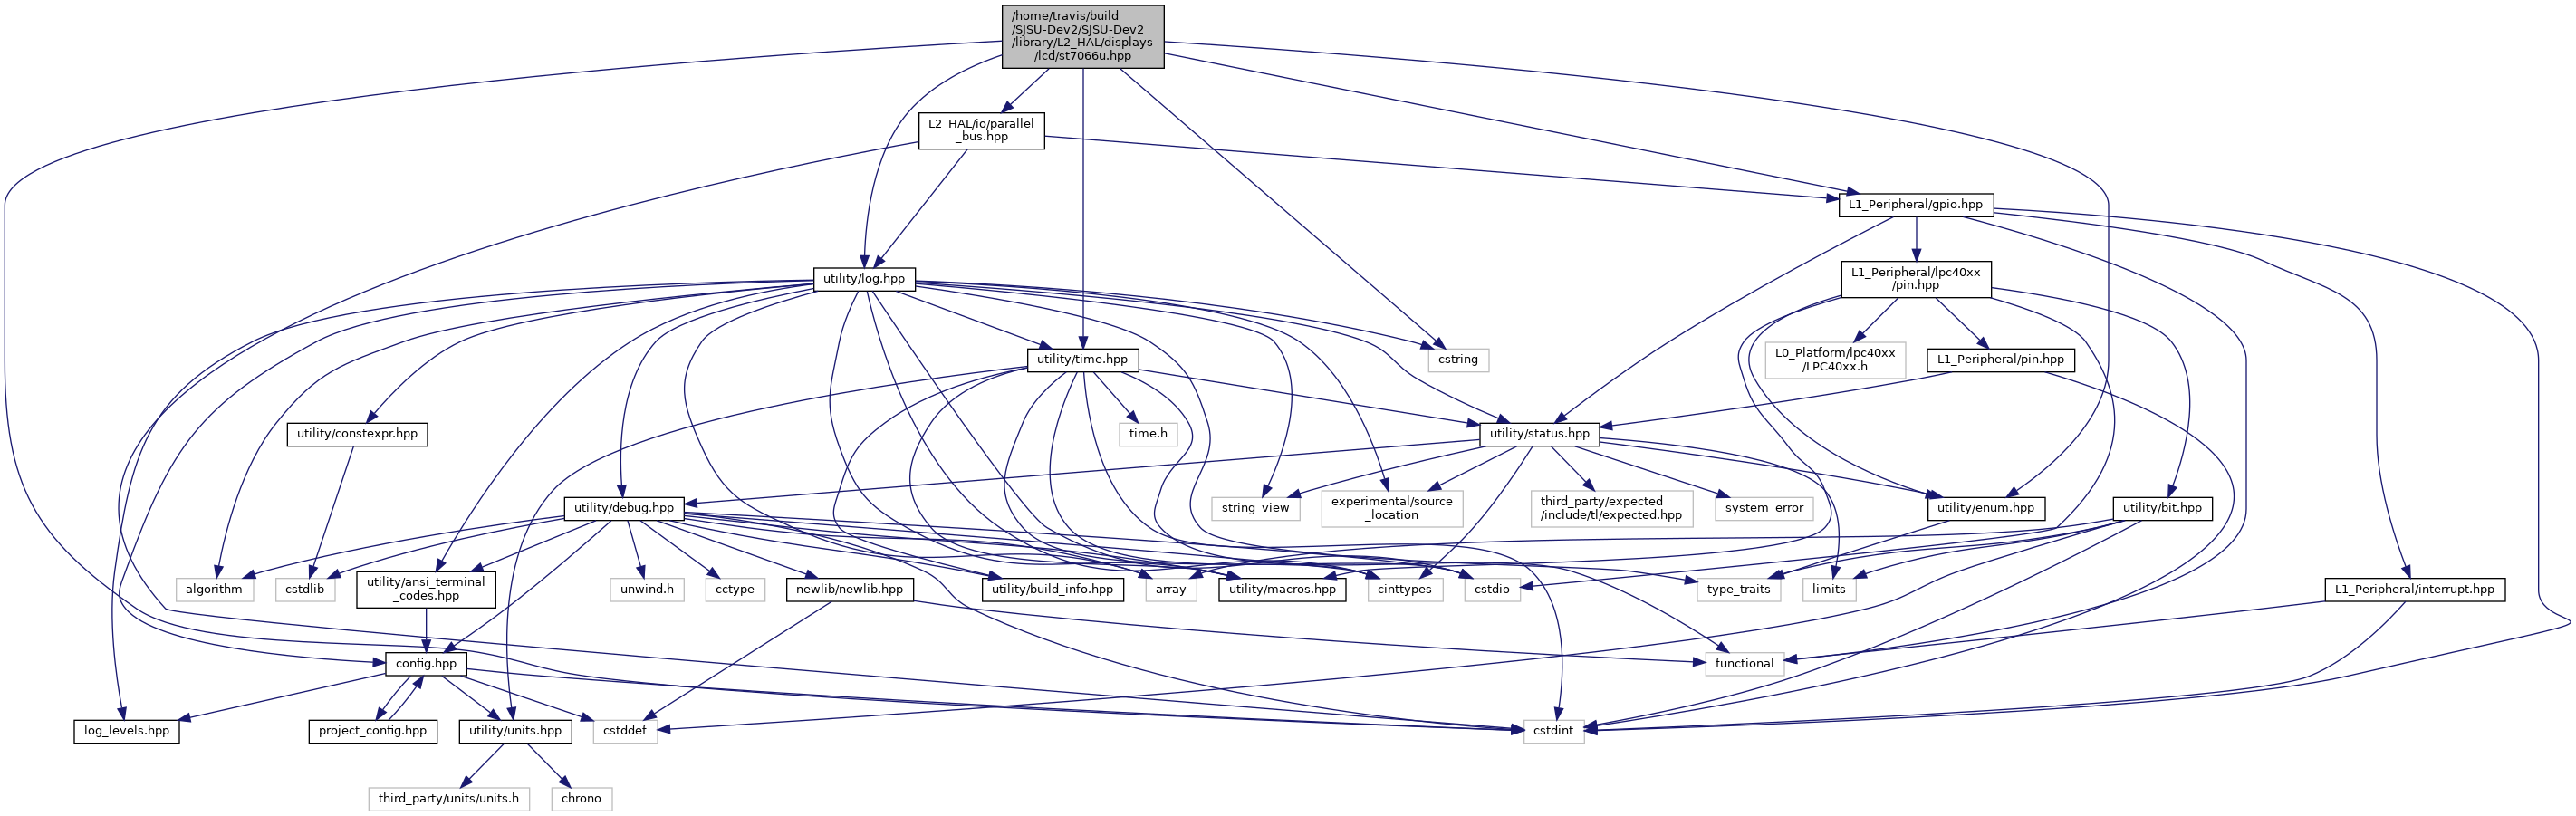 /home/travis/build
/SJSU-Dev2/SJSU-Dev2
/library/L2_HAL/displays
/lcd/st7066u.hpp
L2_HAL/io/parallel
_bus.hpp
L1_Peripheral/gpio.hpp
utility/log.hpp
L1_Peripheral/lpc40xx
/pin.hpp
utility/time.hpp
cstring
L0_Platform/lpc40xx
/LPC40xx.h
L1_Peripheral/pin.hpp
utility/constexpr.hpp
time.h
utility/status.hpp
utility/debug.hpp
string_view
experimental/source
_location
third_party/expected
/include/tl/expected.hpp
system_error
utility/enum.hpp
utility/bit.hpp
algorithm
cstdlib
utility/ansi_terminal
_codes.hpp
unwind.h
cctype
newlib/newlib.hpp
utility/build_info.hpp
array
utility/macros.hpp
cinttypes
cstdio
type_traits
limits
L1_Peripheral/interrupt.hpp
config.hpp
functional
log_levels.hpp
project_config.hpp
utility/units.hpp
cstddef
cstdint
third_party/units/units.h
chrono